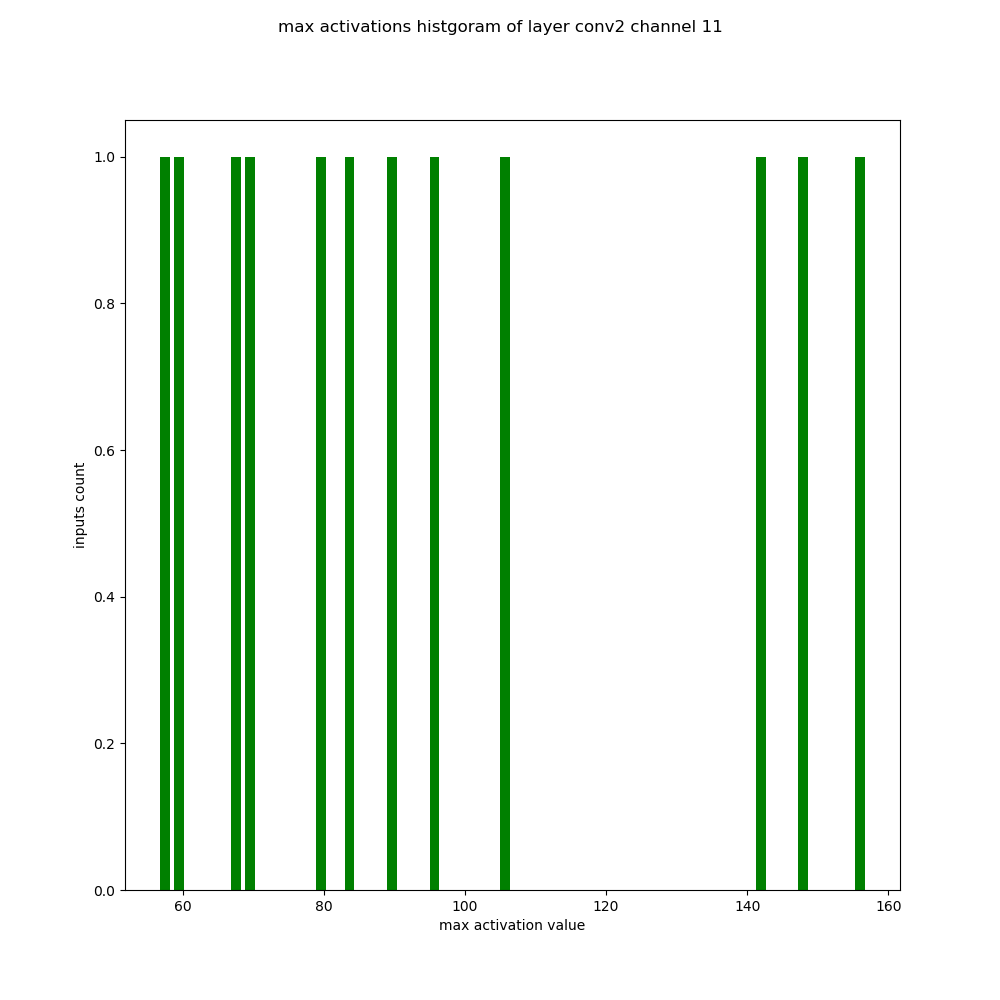 max activations histgoram of layer conv2 channel 11
1.0
0.8
0.6
0.4
0.2
0.0
inputs count
60 80 100 120 140 160
max activation value